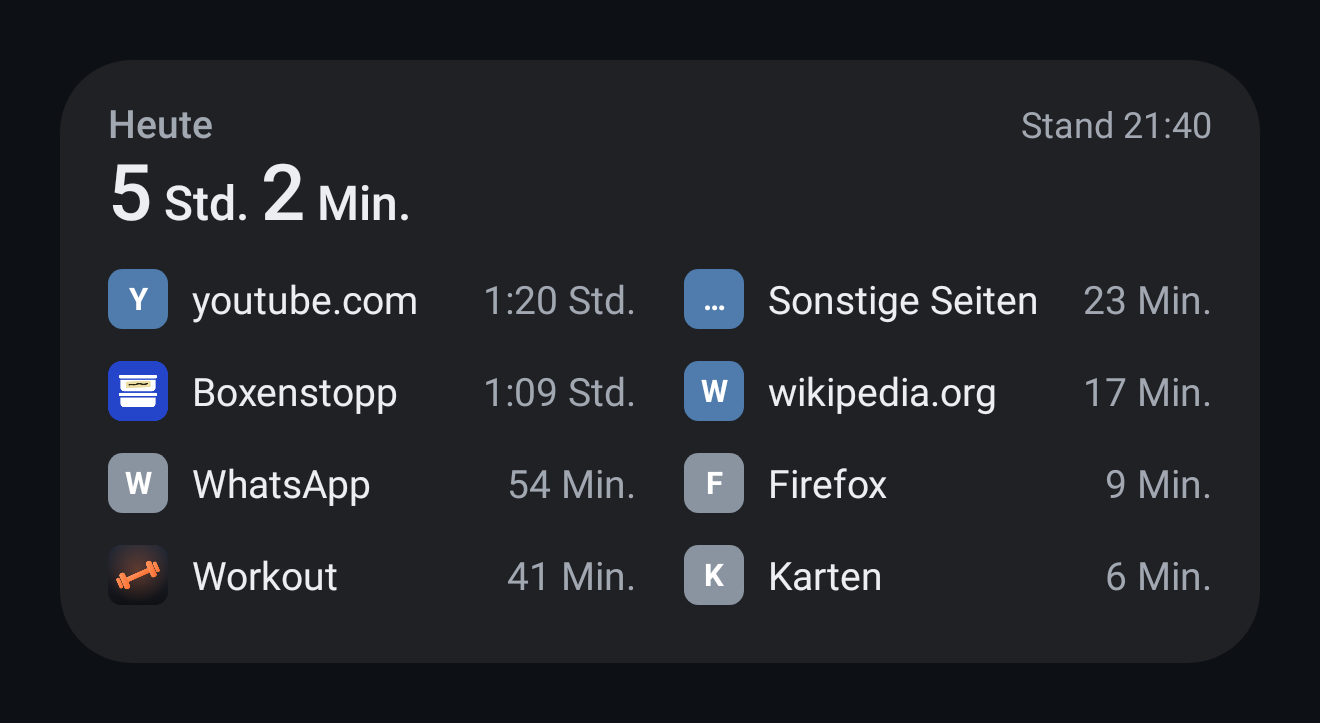 Heute
Stand 21:40
5 Std. 2 Min.
Y youtube.com 1:20 Std.
... Sonstige Seiten 23 Min.
Boxenstopp 1:09 Std.
W wikipedia.org 17 Min.
W WhatsApp 54 Min.
F Firefox 9 Min.
Workout 41 Min.
K Karten 6 Min.